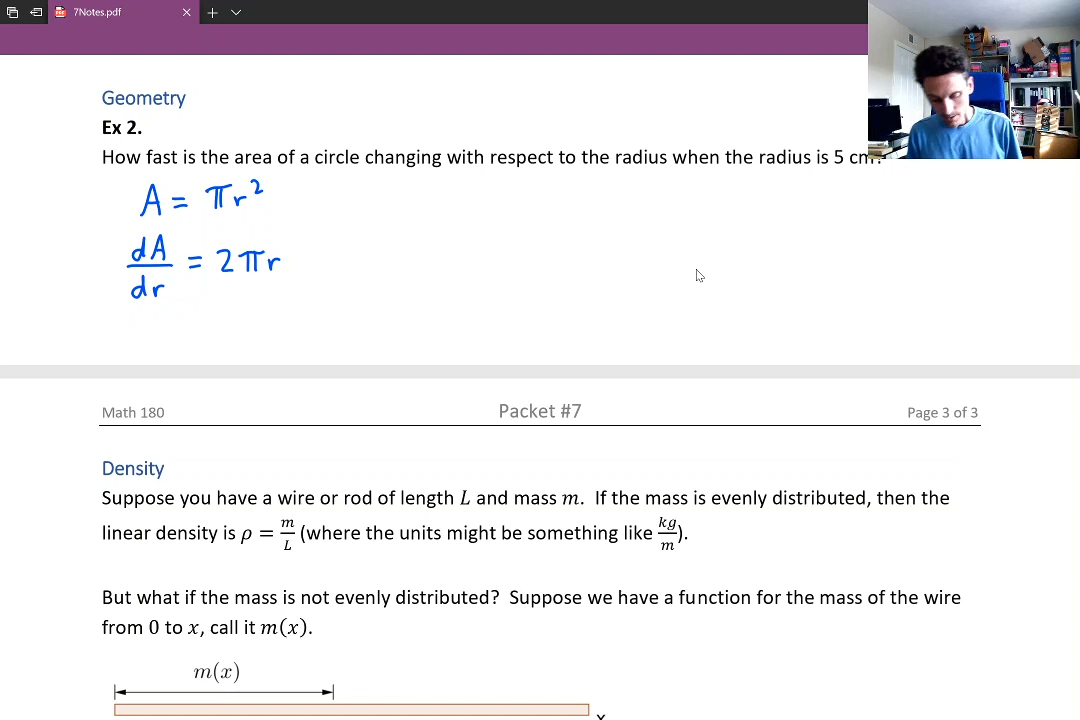 7Notes.pdf
Geometry
Ex 2.
How fast is the area of a circle changing with respect to the radius when the radius is 5 cm?
A = πr²
dA/dr = 2πr
Math 180 Packet #7 Page 3 of 3
Density
Suppose you have a wire or rod of length L and mass m. If the mass is evenly distributed, then the
linear density is ρ = m/L (where the units might be something like kg/m).
But what if the mass is not evenly distributed? Suppose we have a function for the mass of the wire
from 0 to x, call it m(x).
m(x)
x